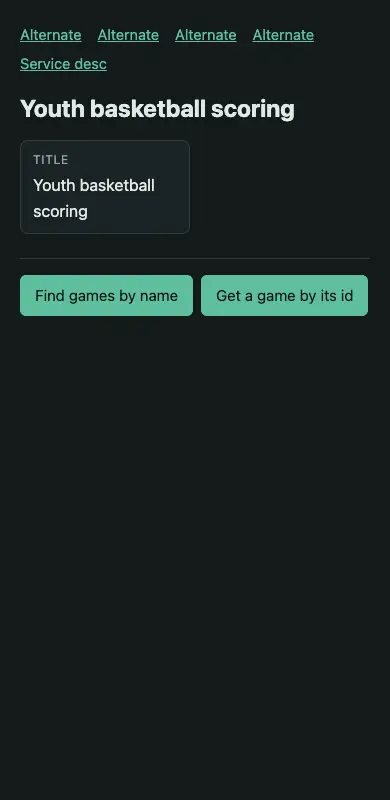 Alternate Alternate Alternate Alternate
Service desc
Youth basketball scoring
TITLE
Youth basketball
scoring
Find games by name Get a game by its id